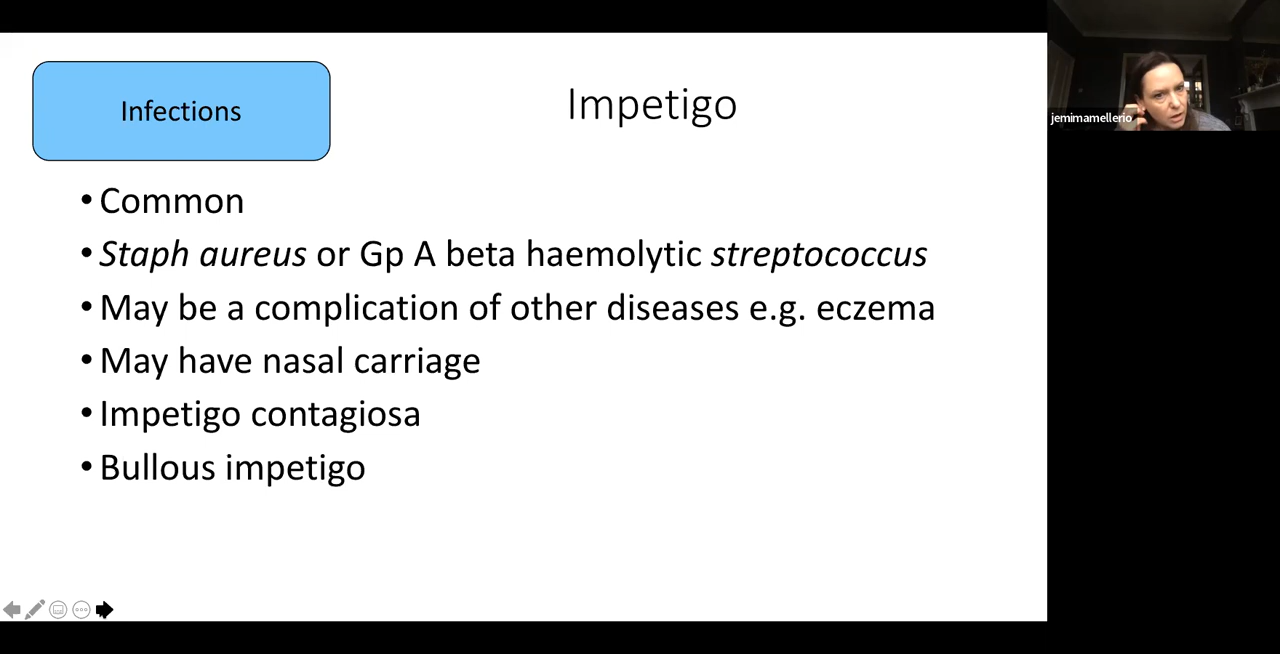 Infections
Impetigo
• Common
• Staph aureus or Gp A beta haemolytic streptococcus
• May be a complication of other diseases e.g. eczema
• May have nasal carriage
• Impetigo contagiosa
• Bullous impetigo
jemimamellerio